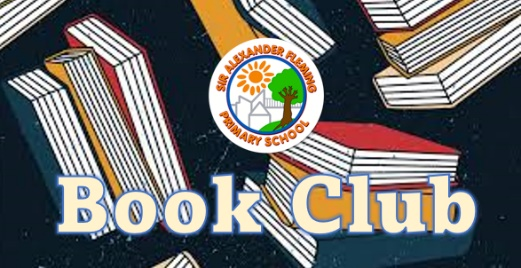 SIR ALEXANDER FLEMING
PRIMARY SCHOOL
Book Club